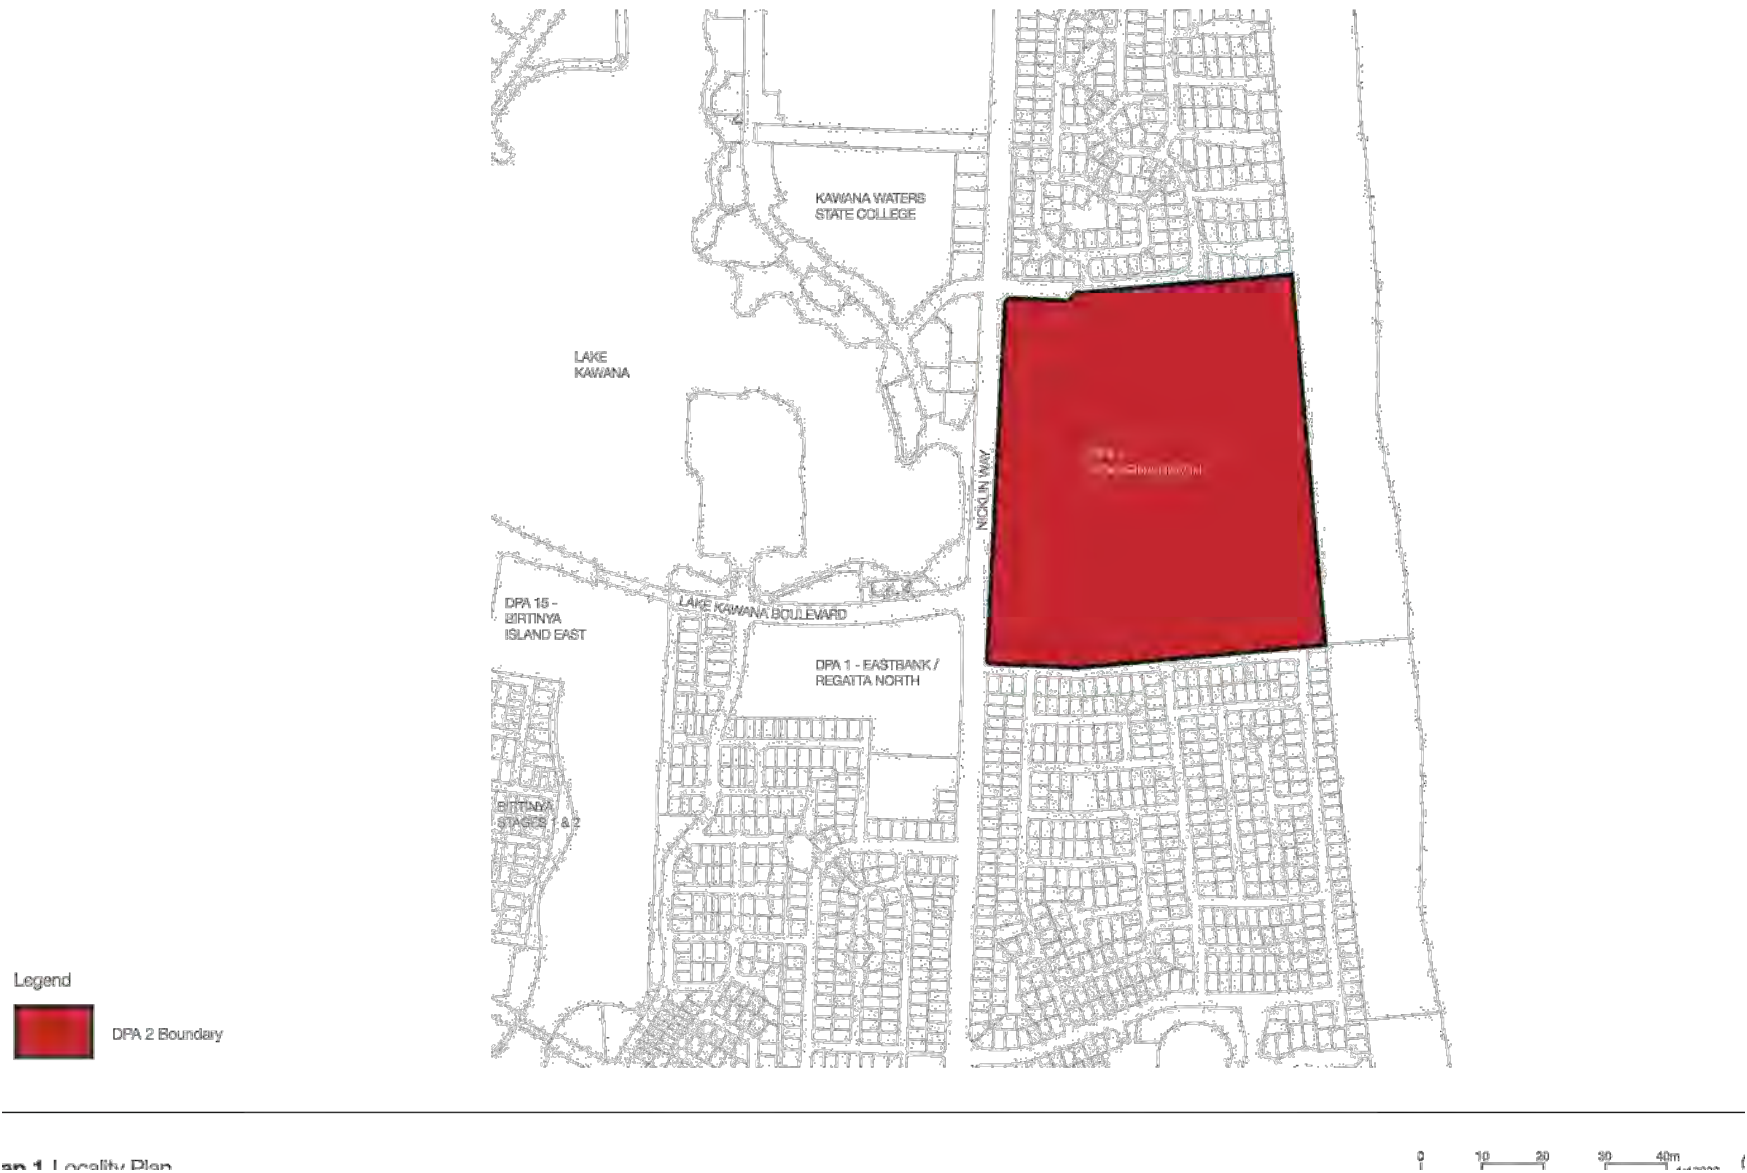 KAWANA WATERS
STATE COLLEGE
LAKE
KAWANA
NICKLIN WAY
DPA 15 -
BIRTINYA
ISLAND EAST
LAKE KAWANA BOULEVARD
DPA 1 - EASTBANK /
REGATTA NORTH
BIRTINYA
STAGES 1 & 2
Legend
DPA 2 Boundary
1 Locality Plan
0 10 20 30 40m